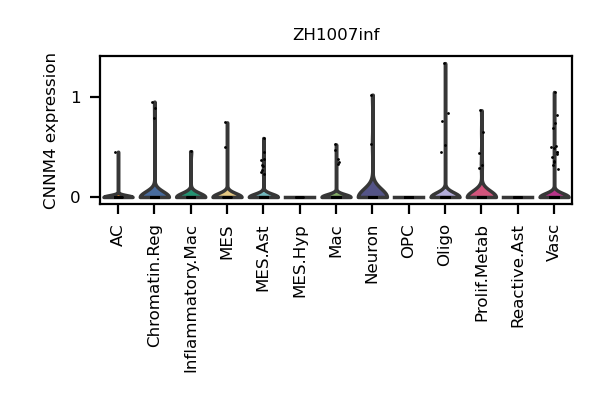 ZH1007inf
CNNM4 expression
1
0
AC
Chromatin.Reg
Inflammatory.Mac
MES
MES.Ast
MES.Hyp
Mac
Neuron
OPC
Oligo
Prolif.Metab
Reactive.Ast
Vasc